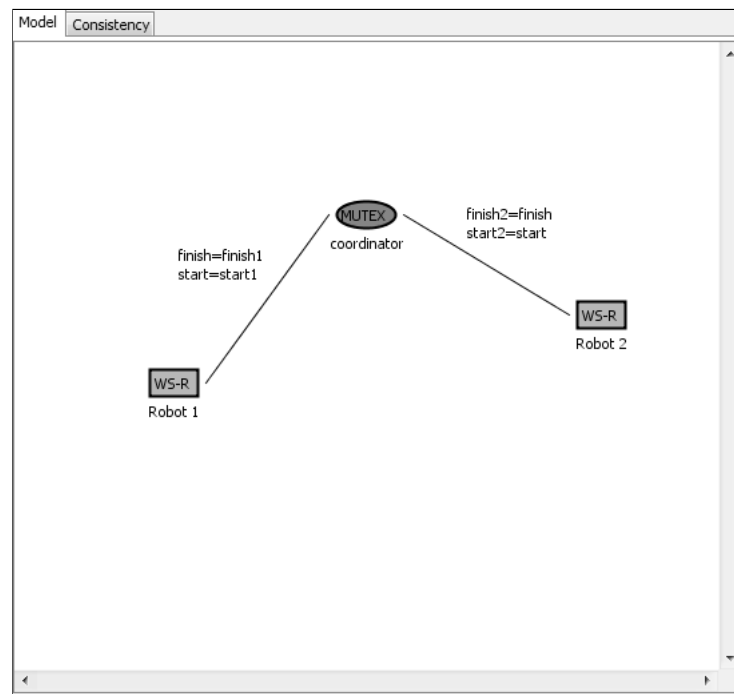 Model
Consistency
MUTEX
coordinator
finish=finish1
start=start1
finish2=finish
start2=start
WS-R
Robot 2
WS-R
Robot 1